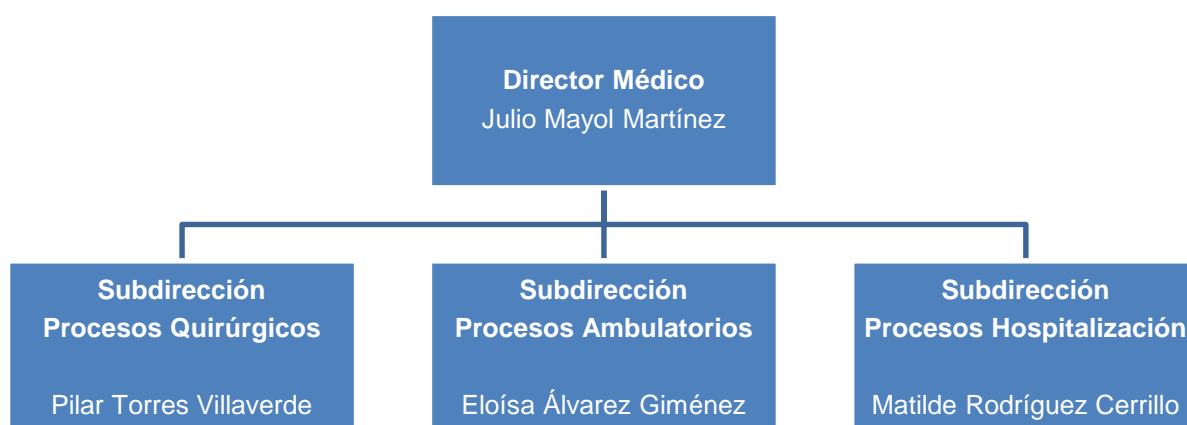 Director Médico
Julio Mayol Martínez
Subdirección
Procesos Quirúrgicos
Pilar Torres Villaverde
Subdirección
Procesos Ambulatorios
Eloísa Álvarez Giménez
Subdirección
Procesos Hospitalización
Matilde Rodríguez Cerrillo